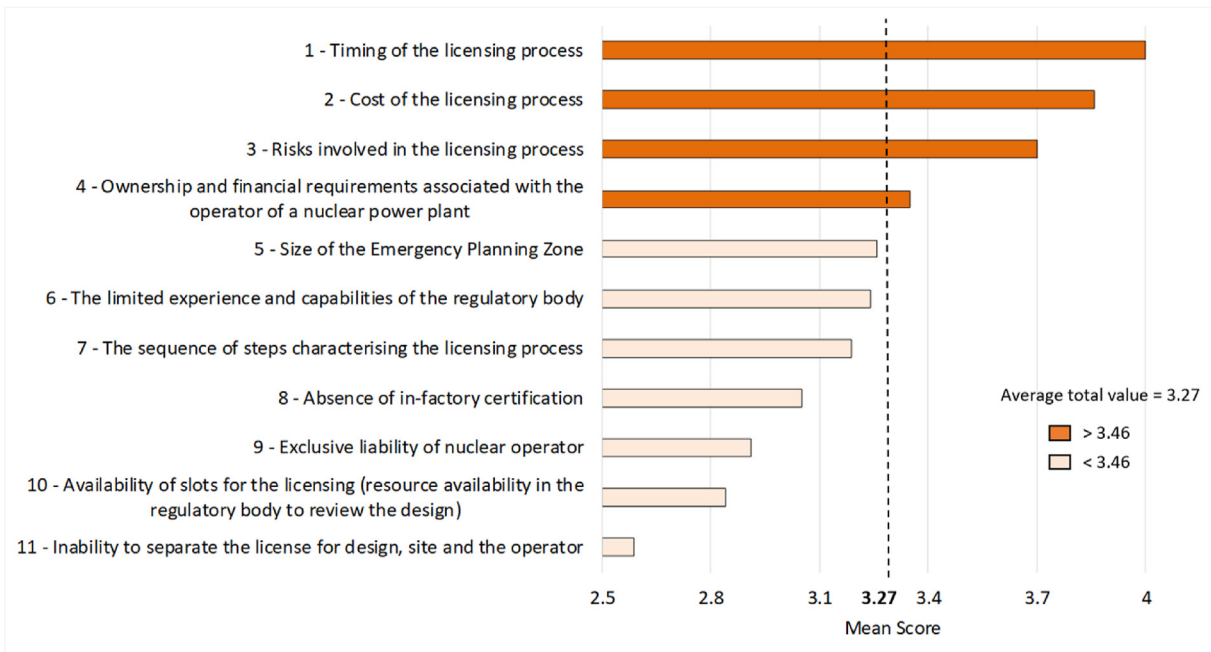 1 - Timing of the licensing process
2 - Cost of the licensing process
3 - Risks involved in the licensing process
4 - Ownership and financial requirements associated with the
operator of a nuclear power plant
5 - Size of the Emergency Planning Zone
6 - The limited experience and capabilities of the regulatory body
7 - The sequence of steps characterising the licensing process
8 - Absence of in-factory certification
9 - Exclusive liability of nuclear operator
10 - Availability of slots for the licensing (resource availability in the
regulatory body to review the design)
11 - Inability to separate the license for design, site and the operator
Average total value = 3.27
> 3.46
< 3.46
2.5 2.8 3.1 3.27 3.4 3.7 4
Mean Score